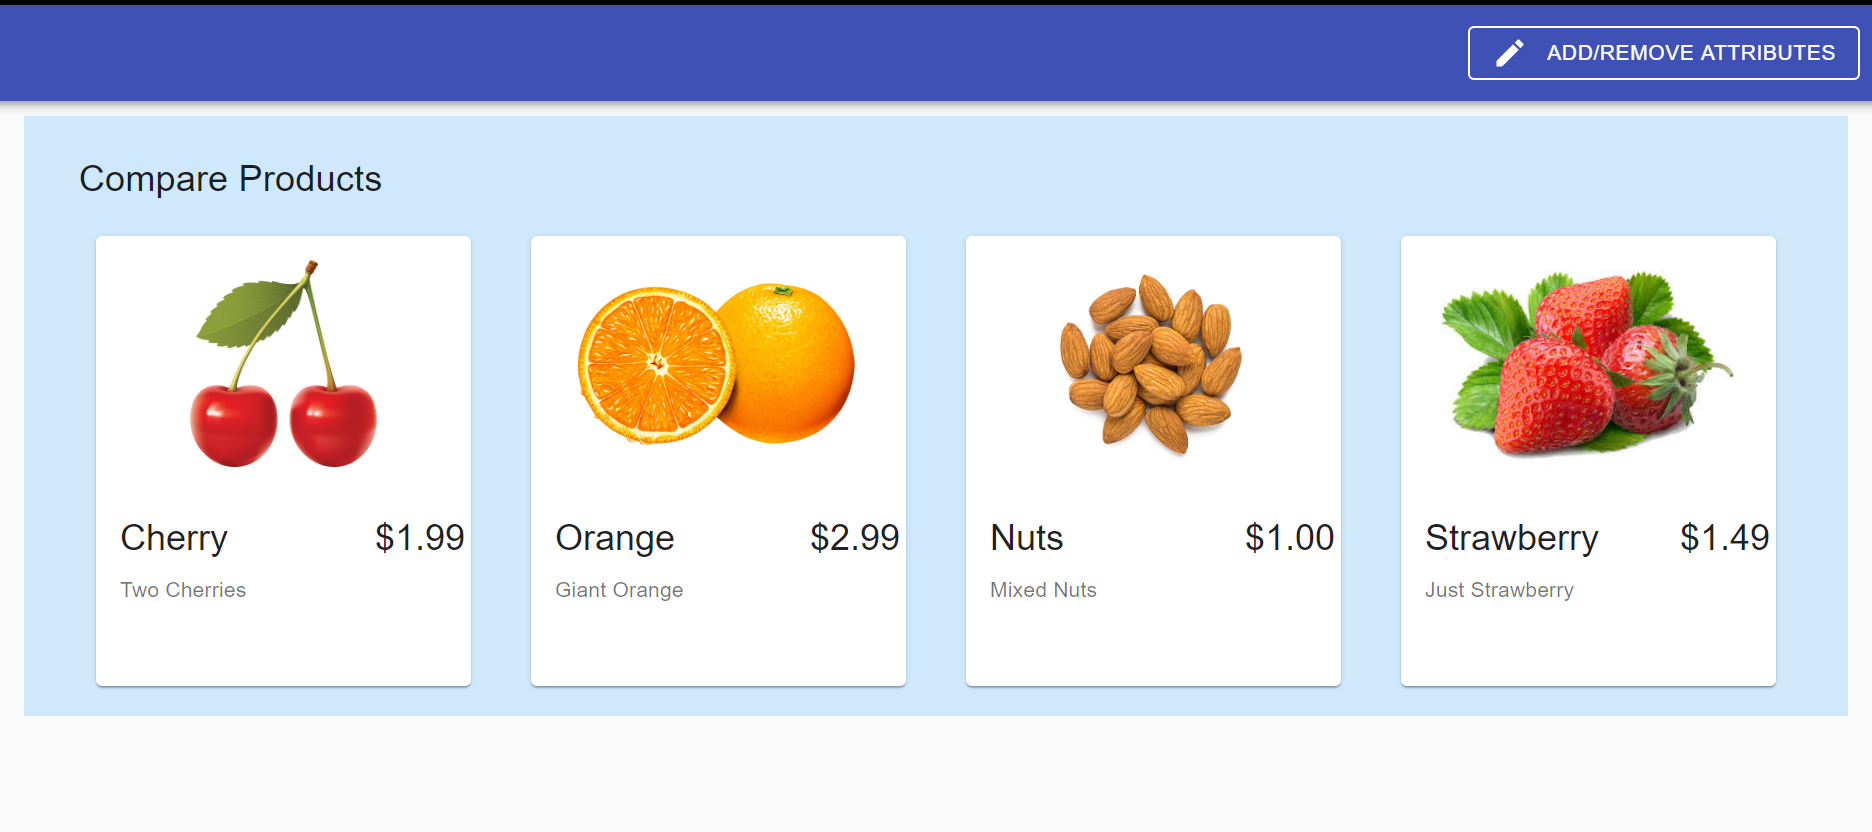 ADD/REMOVE ATTRIBUTES
Compare Products
Cherry $1.99
Two Cherries
Orange $2.99
Giant Orange
Nuts $1.00
Mixed Nuts
Strawberry $1.49
Just Strawberry